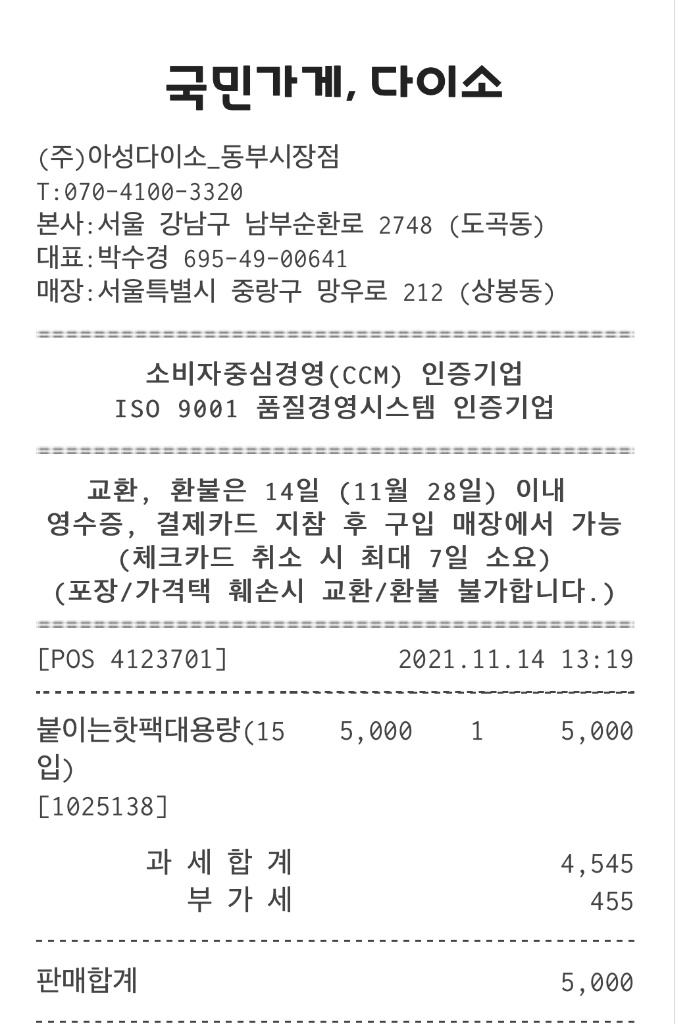 국민가게, 다이소
(주)아성다이소_동부시장점
T:070-4100-3320
본사:서울 강남구 남부순환로 2748 (도곡동)
대표:박수경 695-49-00641
매장:서울특별시 중랑구 망우로 212 (상봉동)
소비자중심경영(CCM) 인증기업
ISO 9001 품질경영시스템 인증기업
교환, 환불은 14일 (11월 28일) 이내
영수증, 결제카드 지참 후 구입 매장에서 가능
(체크카드 취소 시 최대 7일 소요)
(포장/가격택 훼손시 교환/환불 불가합니다.)
[POS 4123701] 2021.11.14 13:19
붙이는핫팩대용량(15 5,000 1 5,000
입)
[1025138]
과 세 합 계 4,545
부 가 세 455
판매합계 5,000